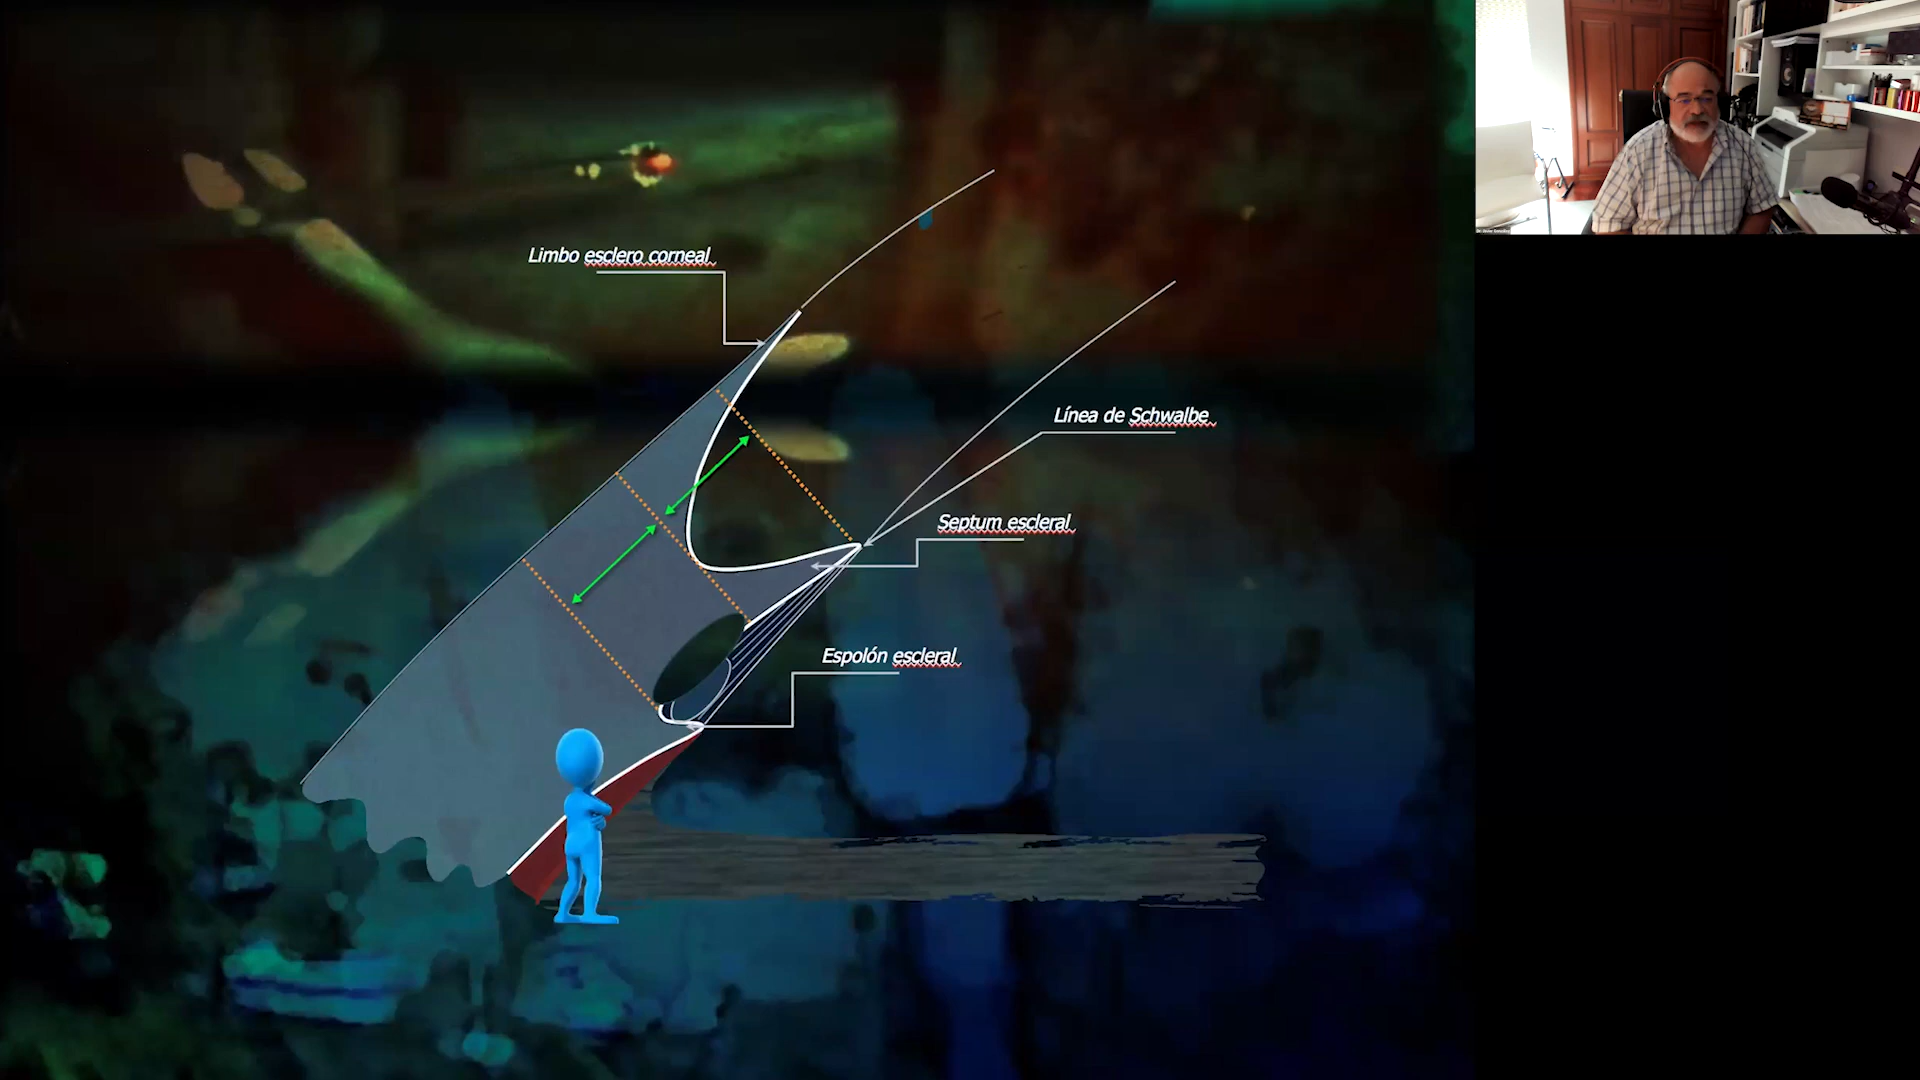 Limbo esclero corneal
Línea de Schwalbe
Septum escleral
Espolón escleral